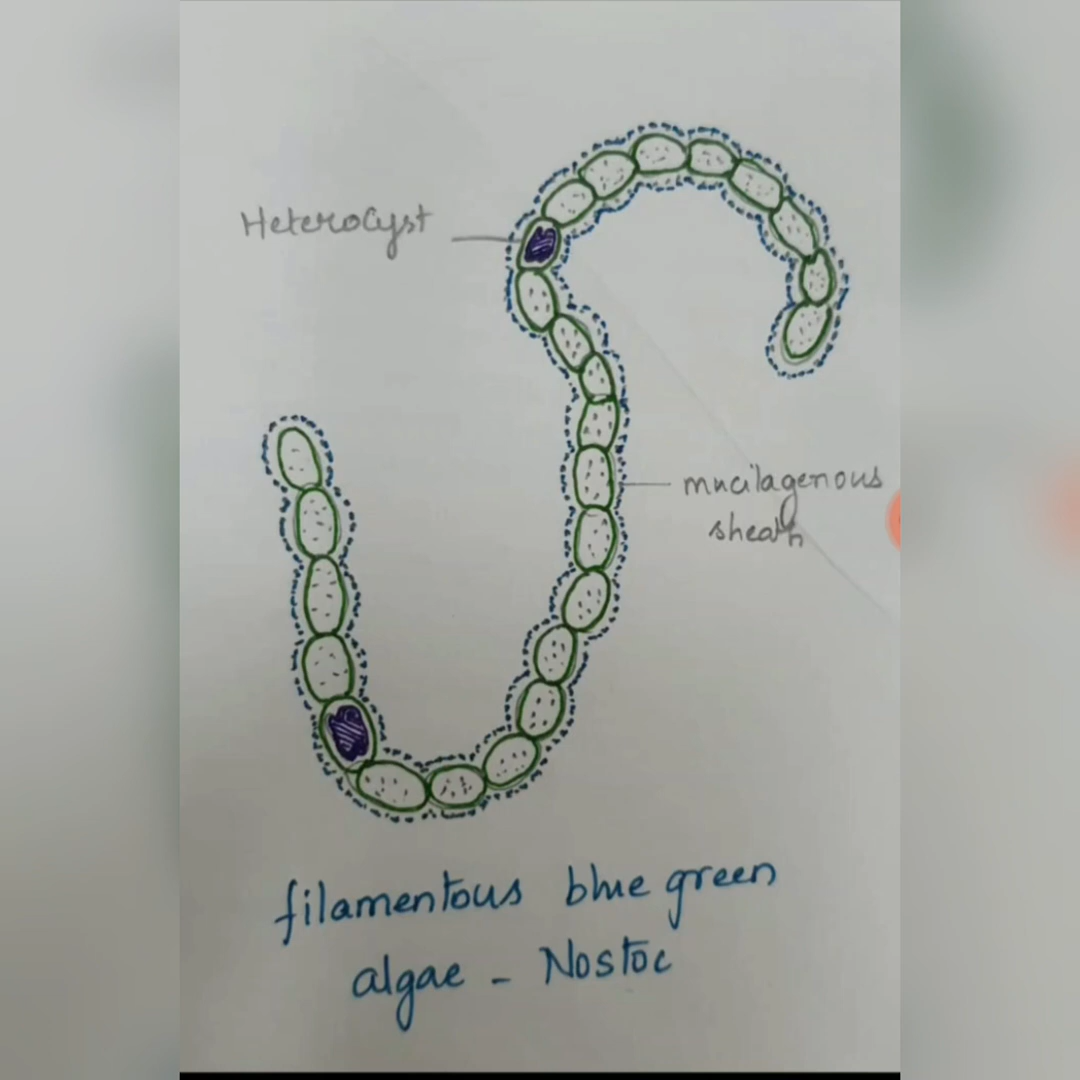 Heterocyst
mucilagenous
sheath
filamentous blue green
algae - Nostoc